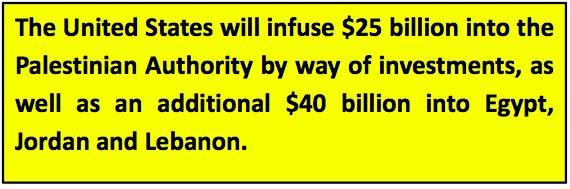 The United States will infuse $25 billion into the
Palestinian Authority by way of investments, as
well as an additional $40 billion into Egypt,
Jordan and Lebanon.